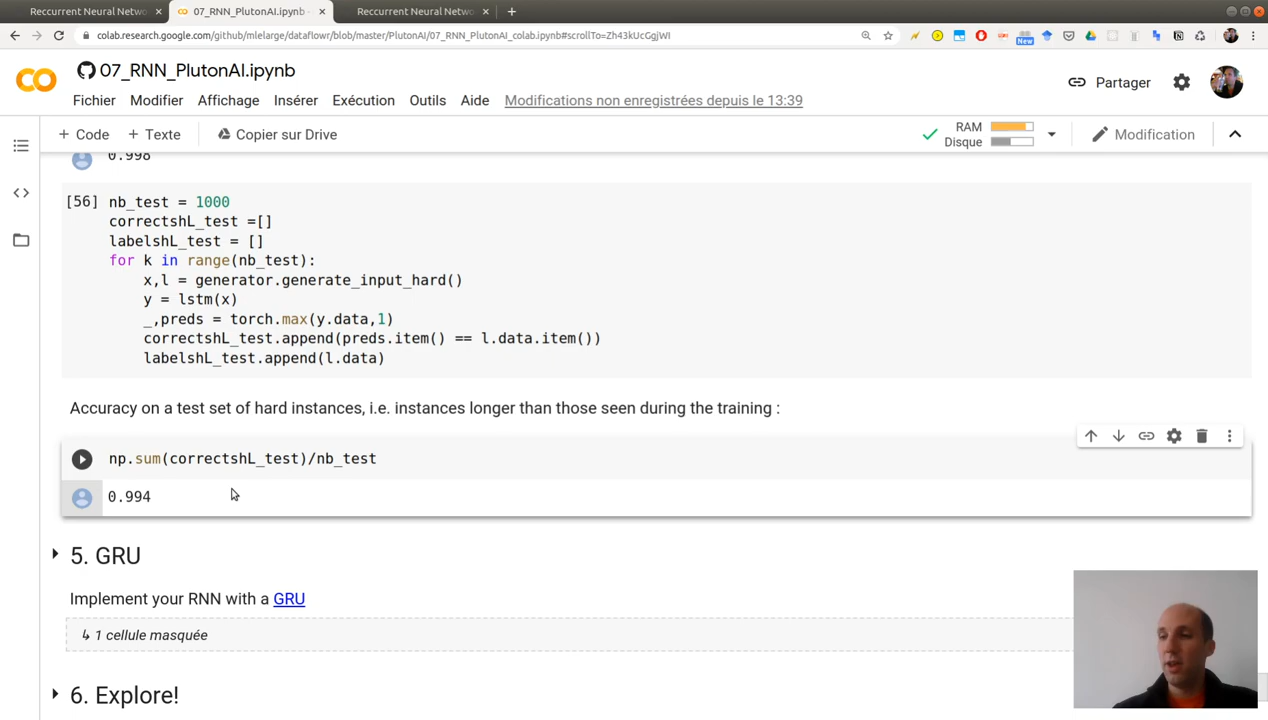 Reccurrent Neural Netwo
07_RNN_PlutonAI.ipynb
Reccurrent Neural Netwo
colab.research.google.com/github/mlelarge/dataflowr/blob/master/PlutonAI/07_RNN_PlutonAI_colab.ipynb#scrollTo=Zh43kUcGgjWI
New
CO
07_RNN_PlutonAI.ipynb
Partager
Fichier Modifier Affichage Insérer Exécution Outils Aide Modifications non enregistrées depuis le 13:39
+ Code + Texte Copier sur Drive
RAM
Disque
Modification
0.998
[56] nb_test = 1000
correctshL_test =[]
labelshL_test = []
for k in range(nb_test):
x,l = generator.generate_input_hard()
y = lstm(x)
_,preds = torch.max(y.data,1)
correctshL_test.append(preds.item() == l.data.item())
labelshL_test.append(l.data)
Accuracy on a test set of hard instances, i.e. instances longer than those seen during the training :
np.sum(correctshL_test)/nb_test
0.994
5. GRU
Implement your RNN with a GRU
↳ 1 cellule masquée
6. Explore!